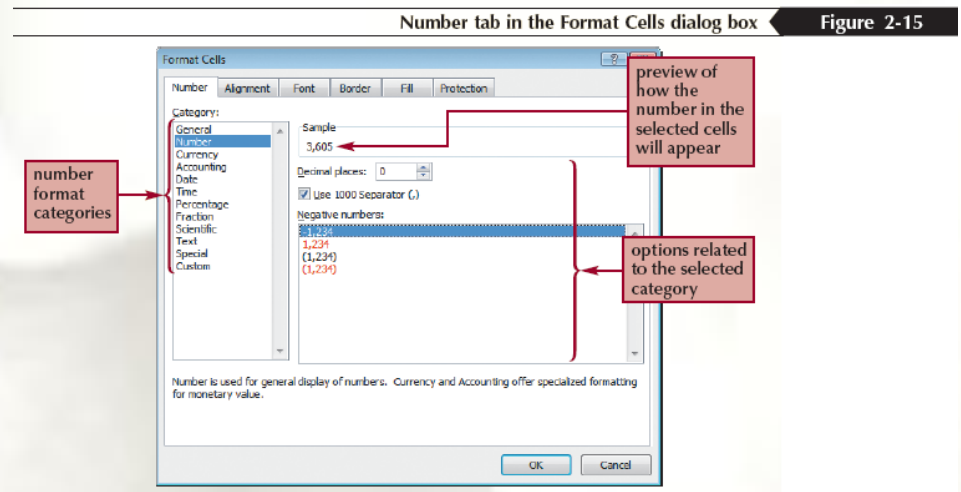 Number tab in the Format Cells dialog box
Figure 2-15
Format Cells
?
Number Alignment Font Border Fill Protection
preview of
how the
number in the
selected cells
will appear
Category:
General
Number
Currency
Accounting
Date
Time
Percentage
Fraction
Scientific
Text
Special
Custom
number
format
categories
Sample
3,605
Decimal places: 0
Use 1000 Separator (,)
Negative numbers:
-1,234
1,234
(1,234)
(1,234)
options related
to the selected
category
Number is used for general display of numbers. Currency and Accounting offer specialized formatting
for monetary value.
OK Cancel